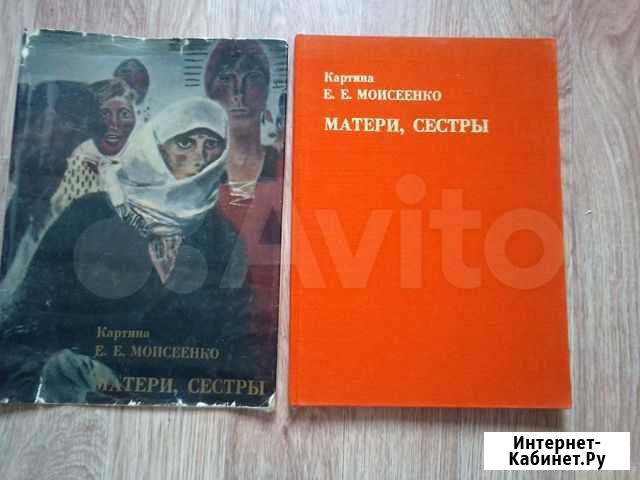 Картина
Е. Е. МОИСЕЕНКО
МАТЕРИ, СЕСТРЫ
Картина
Е. Е. МОИСЕЕНКО
МАТЕРИ, СЕСТРЫ
Avito
Интернет-
Кабинет.Ру